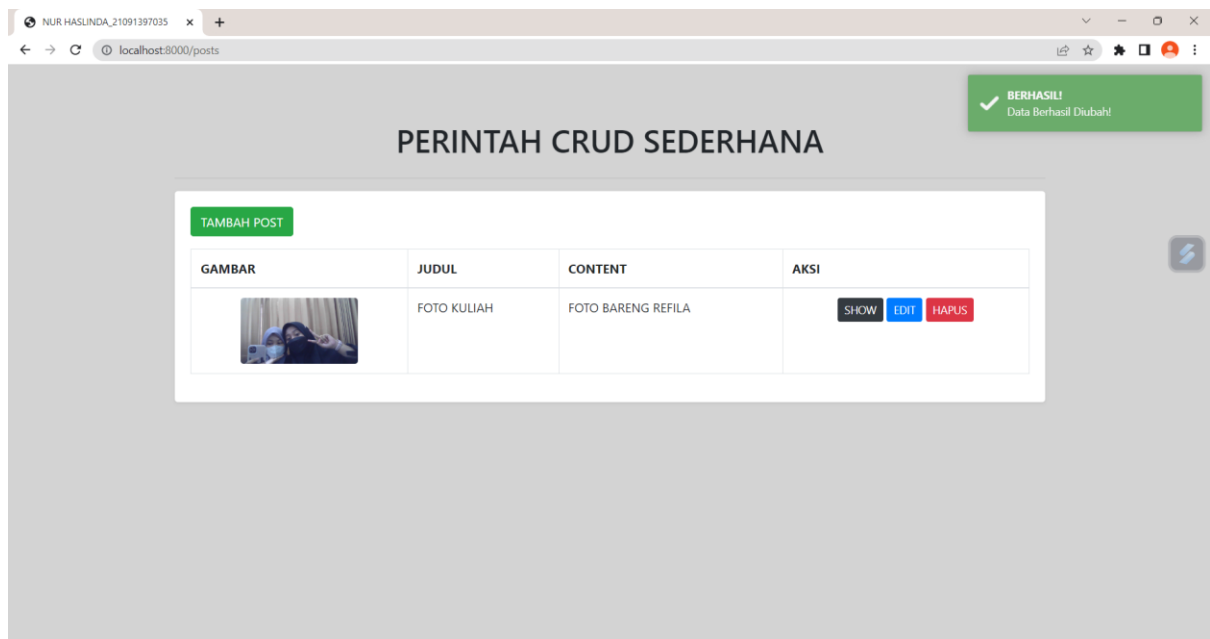 NUR HASLINDA_21091397035
localhost:8000/posts
BERHASIL!
Data Berhasil Diubah!
PERINTAH CRUD SEDERHANA
TAMBAH POST
GAMBAR JUDUL CONTENT AKSI
FOTO KULIAH FOTO BARENG REFILA SHOW EDIT HAPUS